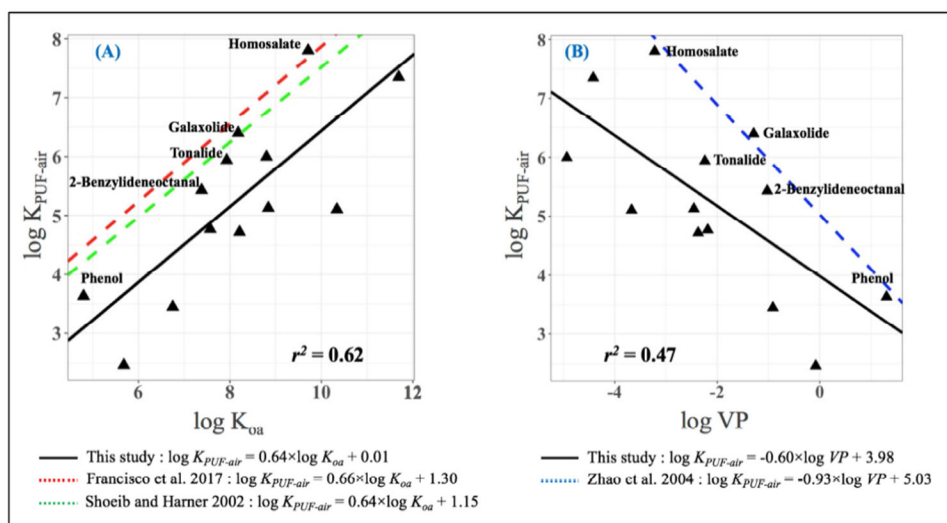 (A)
8
7
6
5
4
3
log K_PUF-air
Homosalate
Galaxolide
Tonalide
2-Benzylideneoctanal
Phenol
r² = 0.62
6 8 10 12
log K_oa
This study : log K_PUF-air = 0.64×log K_oa + 0.01
Francisco et al. 2017 : log K_PUF-air = 0.66×log K_oa + 1.30
Shoeib and Harner 2002 : log K_PUF-air = 0.64×log K_oa + 1.15
(B)
8
7
6
5
4
3
log K_PUF-air
Homosalate
Galaxolide
Tonalide
2-Benzylideneoctanal
Phenol
r² = 0.47
-4 -2 0
log VP
This study : log K_PUF-air = -0.60×log VP + 3.98
Zhao et al. 2004 : log K_PUF-air = -0.93×log VP + 5.03